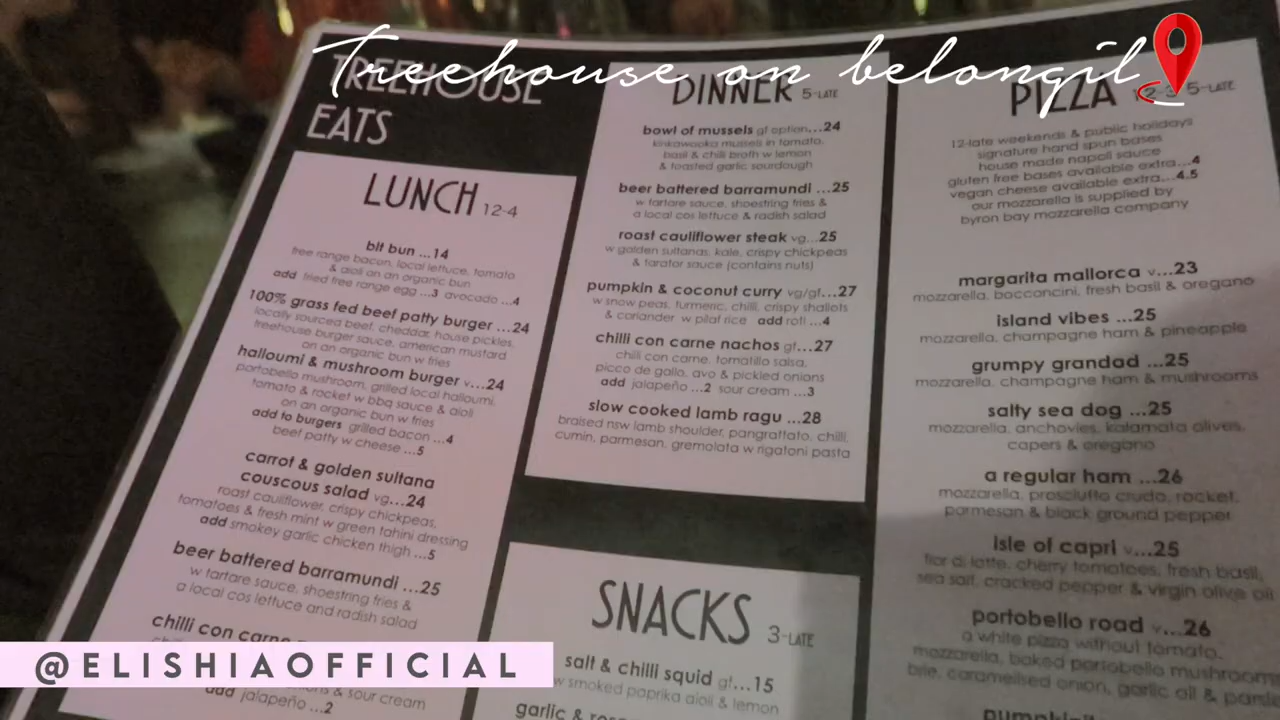 Treehouse on belongil
TREEHOUSE
EATS
LUNCH 12-4
blt bun ...14
free range bacon, local lettuce, tomato
& aioli on an organic bun
add fried free range egg ...3 avocado ...4
100% grass fed beef patty burger ...24
locally sourced beef, cheddar, house pickles,
treehouse burger sauce, american mustard
on an organic bun w fries
halloumi & mushroom burger v...24
portobello mushroom, grilled local halloumi,
tomato & rocket w bbq sauce & aioli
on an organic bun w fries
add to burgers grilled bacon ...4
beef patty w cheese ...5
carrot & golden sultana
couscous salad vg...24
roast cauliflower, crispy chickpeas,
tomatoes & fresh mint w green tahini dressing
add smokey garlic chicken thigh ...5
beer battered barramundi ...25
w tartare sauce, shoestring fries &
a local cos lettuce and radish salad
chilli con carne
& sour cream
add jalapeño ...2
DINNER 5-LATE
bowl of mussels gf option...24
kinkawooka mussels in tomato,
basil & chilli broth w lemon
& toasted garlic sourdough
beer battered barramundi ...25
w tartare sauce, shoestring fries &
a local cos lettuce & radish salad
roast cauliflower steak vg...25
w golden sultanas, kale, crispy chickpeas
& tarator sauce (contains nuts)
pumpkin & coconut curry vg/gf...27
w snow peas, turmeric, chilli, crispy shallots
& coriander w pilaf rice add roti ...4
chilli con carne nachos gf...27
chilli con carne, tomatillo salsa,
picco de gallo, avo & pickled onions
add jalapeño ...2 sour cream ...3
slow cooked lamb ragu ...28
braised nsw lamb shoulder, pangrattato, chilli,
cumin, parmesan, gremolata w rigatoni pasta
SNACKS 3-LATE
salt & chilli squid gf...15
w smoked paprika aioli & lemon
garlic &
PIZZA 12-3 5-LATE
12-late weekends & public holidays
signature hand spun bases
house made napoli sauce
gluten free bases available extra...4
vegan cheese available extra...4.5
our mozzarella is supplied by
byron bay mozzarella company
margarita mallorca v...23
mozzarella, bocconcini, fresh basil & oregano
island vibes ...25
mozzarella, champagne ham & pineapple
grumpy grandad ...25
mozzarella, champagne ham & mushrooms
salty sea dog ...25
mozzarella, anchovies, kalamata olives,
capers & oregano
a regular ham ...26
mozzarella, prosciutto crudo, rocket,
parmesan & black ground pepper
isle of capri v...25
fior di latte, cherry tomatoes, fresh basil,
sea salt, cracked pepper & virgin olive oil
portobello road v...26
a white pizza without tomato,
mozzarella, baked portobello mushrooms
brie, caramelised onion, garlic oil &
@ELISHIAOFFICIAL